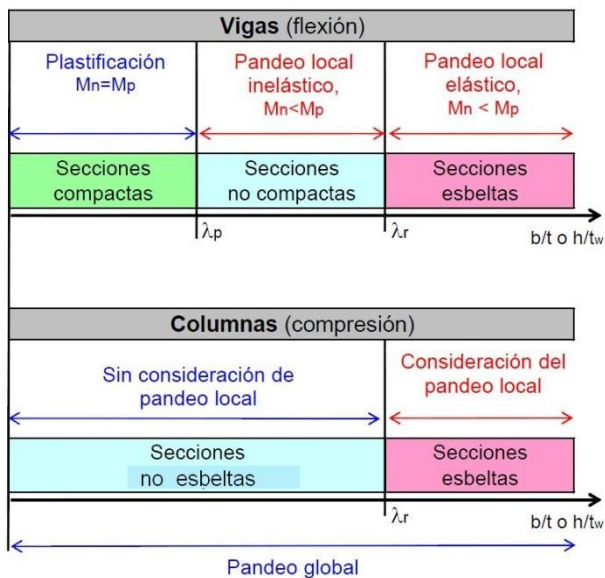 Vigas (flexión)
Plastificación
Mn=Mp
Pandeo local
inelástico,
Mn<Mp
Pandeo local
elástico,
Mn < Mp
Secciones
compactas
Secciones
no compactas
Secciones
esbeltas
λp
λr
b/t o h/tw
Columnas (compresión)
Sin consideración de
pandeo local
Consideración del
pandeo local
Secciones
no esbeltas
Secciones
esbeltas
λr
b/t o h/tw
Pandeo global